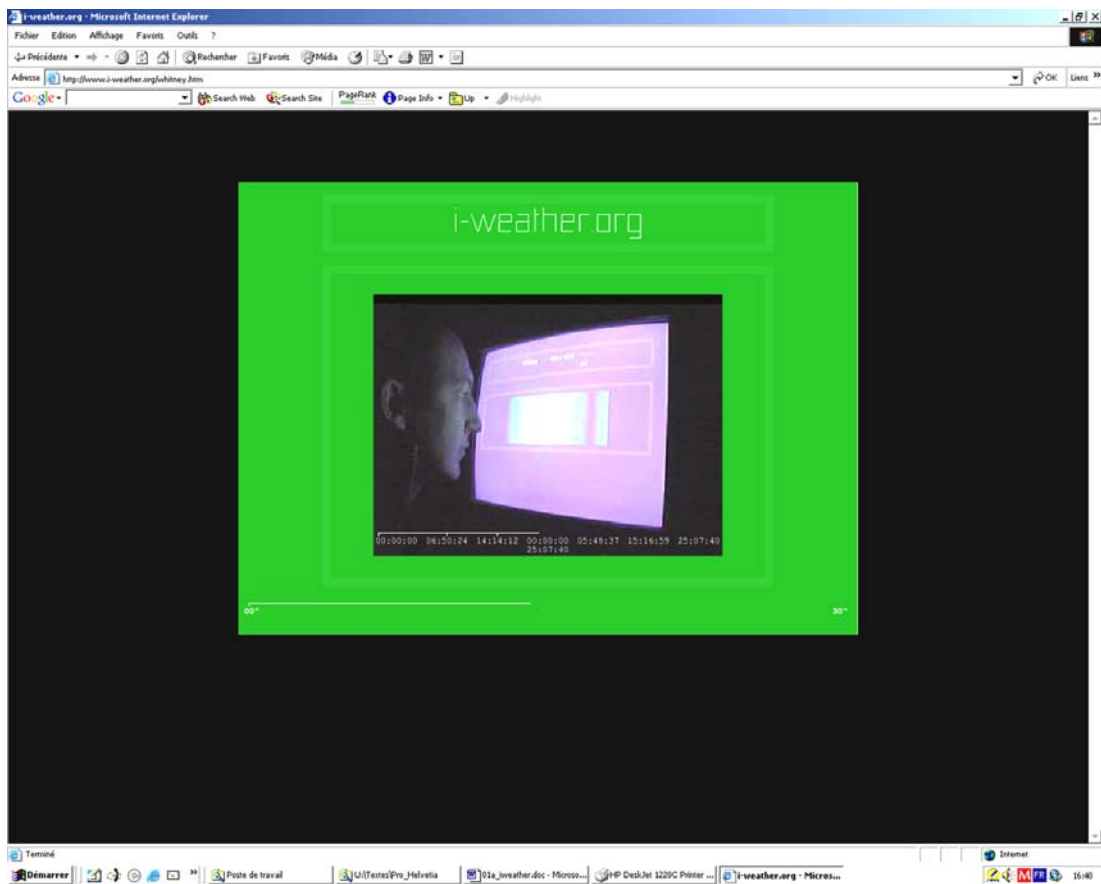 i-weather.org - Microsoft Internet Explorer
Fichier Edition Affichage Favoris Outils ?
Précédente Rechercher Favoris Média
Adresse http://www.i-weather.org/whitney.htm OK Liens »
Google Search Web Search Site PageRank Page Info Up Highlight
i-weather.org
00:00:00 06:50:24 14:14:12 00:00:00 05:48:37 15:16:59 25:07:40
25:07:40
00" 30"
Terminé Internet
Démarrer » Poste de travail U:\Textes\Pro_Helvetia 01a_iweather.doc - Microso... HP DeskJet 1220C Printer ... i-weather.org - Micros... M FR 16:40